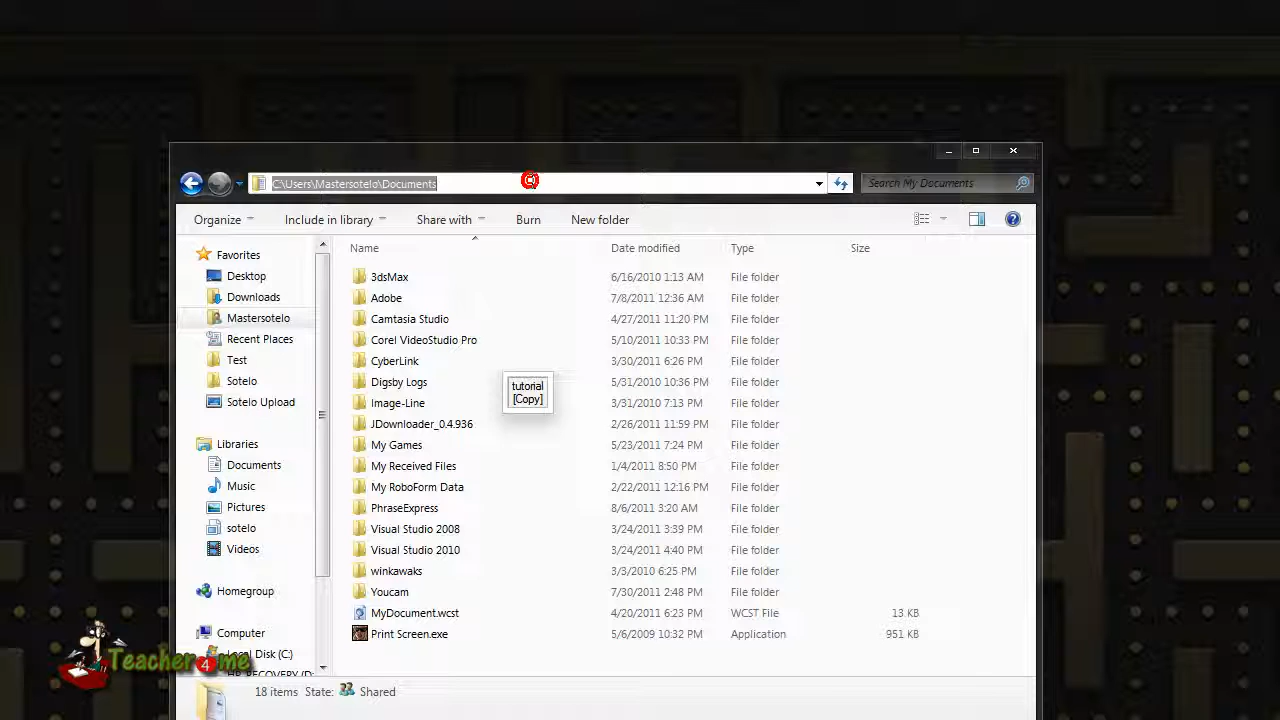 C:\Users\Mastersotelo\Documents
Search My Documents
Organize
Include in library
Share with
Burn
New folder
Name
Date modified
Type
Size
Favorites
Desktop
Downloads
Mastersotelo
Recent Places
Test
Sotelo
Sotelo Upload
Libraries
Documents
Music
Pictures
sotelo
Videos
Homegroup
Computer
Local Disk (C:)
HP_RECOVERY (D:
3dsMax 6/16/2010 1:13 AM File folder
Adobe 7/8/2011 12:36 AM File folder
Camtasia Studio 4/27/2011 11:20 PM File folder
Corel VideoStudio Pro 5/10/2011 10:33 PM File folder
CyberLink 3/30/2011 6:26 PM File folder
Digsby Logs 5/31/2010 10:36 PM File folder
Image-Line 3/31/2010 7:13 PM File folder
JDownloader_0.4.936 2/26/2011 11:59 PM File folder
My Games 5/23/2011 7:24 PM File folder
My Received Files 1/4/2011 8:50 PM File folder
My RoboForm Data 2/22/2011 12:16 PM File folder
PhraseExpress 8/6/2011 3:20 AM File folder
Visual Studio 2008 3/24/2011 3:39 PM File folder
Visual Studio 2010 3/24/2011 4:40 PM File folder
winkawaks 3/3/2010 6:25 PM File folder
Youcam 7/30/2011 2:48 PM File folder
MyDocument.wcst 4/20/2011 6:23 PM WCST File 13 KB
Print Screen.exe 5/6/2009 10:32 PM Application 951 KB
tutorial
[Copy]
Teacher4me
18 items State: Shared